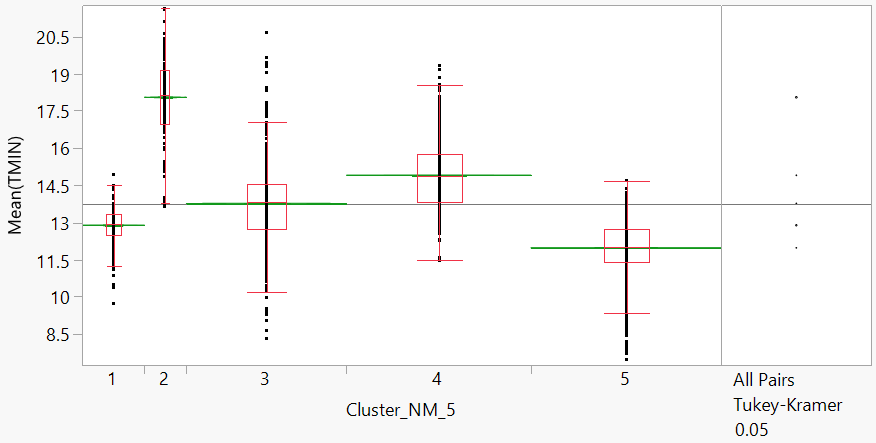 Mean(TMIN)
20.5
19
17.5
16
14.5
13
11.5
10
8.5
1 2 3 4 5
Cluster_NM_5
All Pairs
Tukey-Kramer
0.05